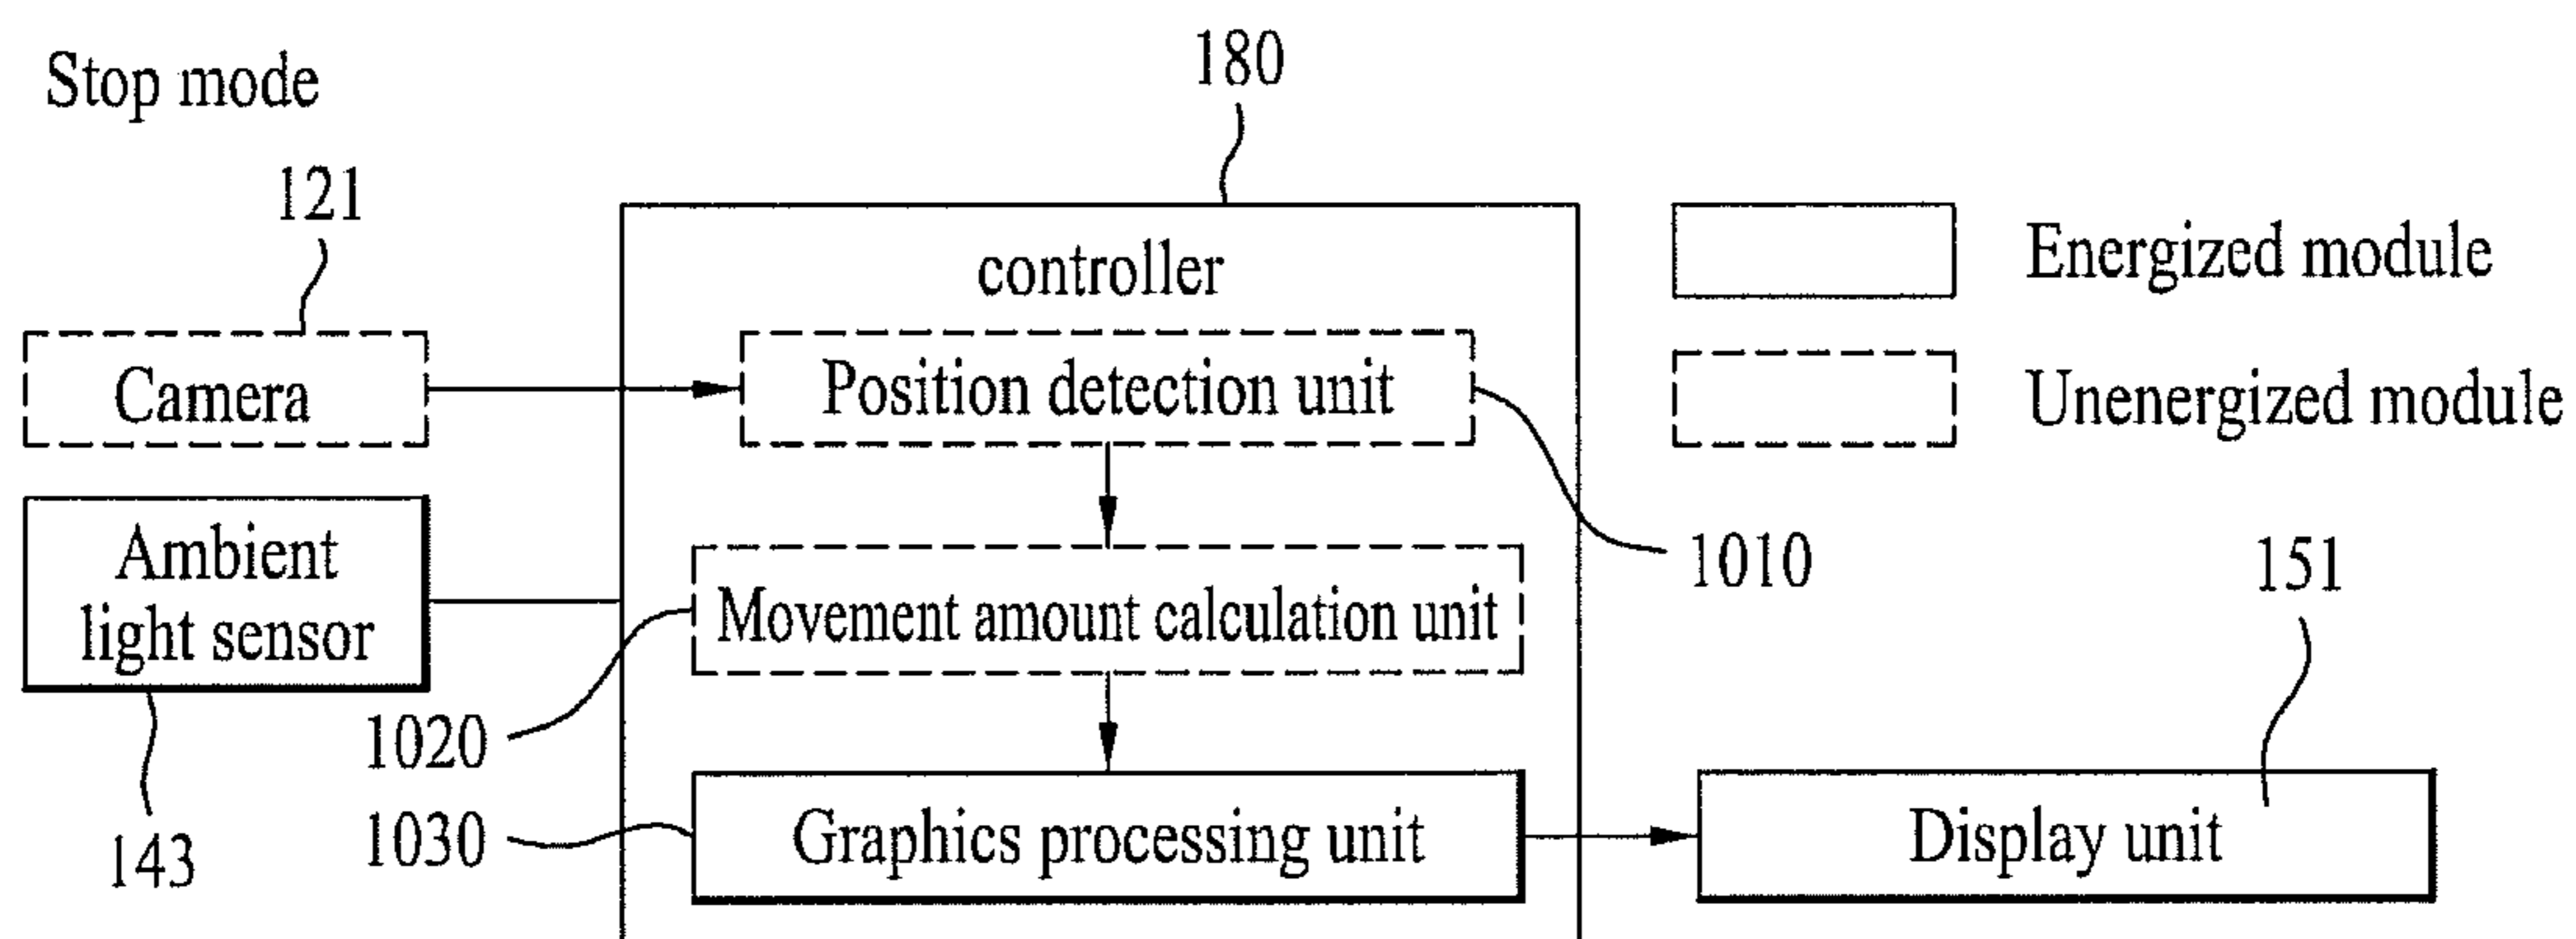 Stop mode
180
121
controller
Energized module
Camera
Position detection unit
Unenergized module
Ambient
light sensor
1010
151
Movement amount calculation unit
1020
143
1030
Graphics processing unit
Display unit